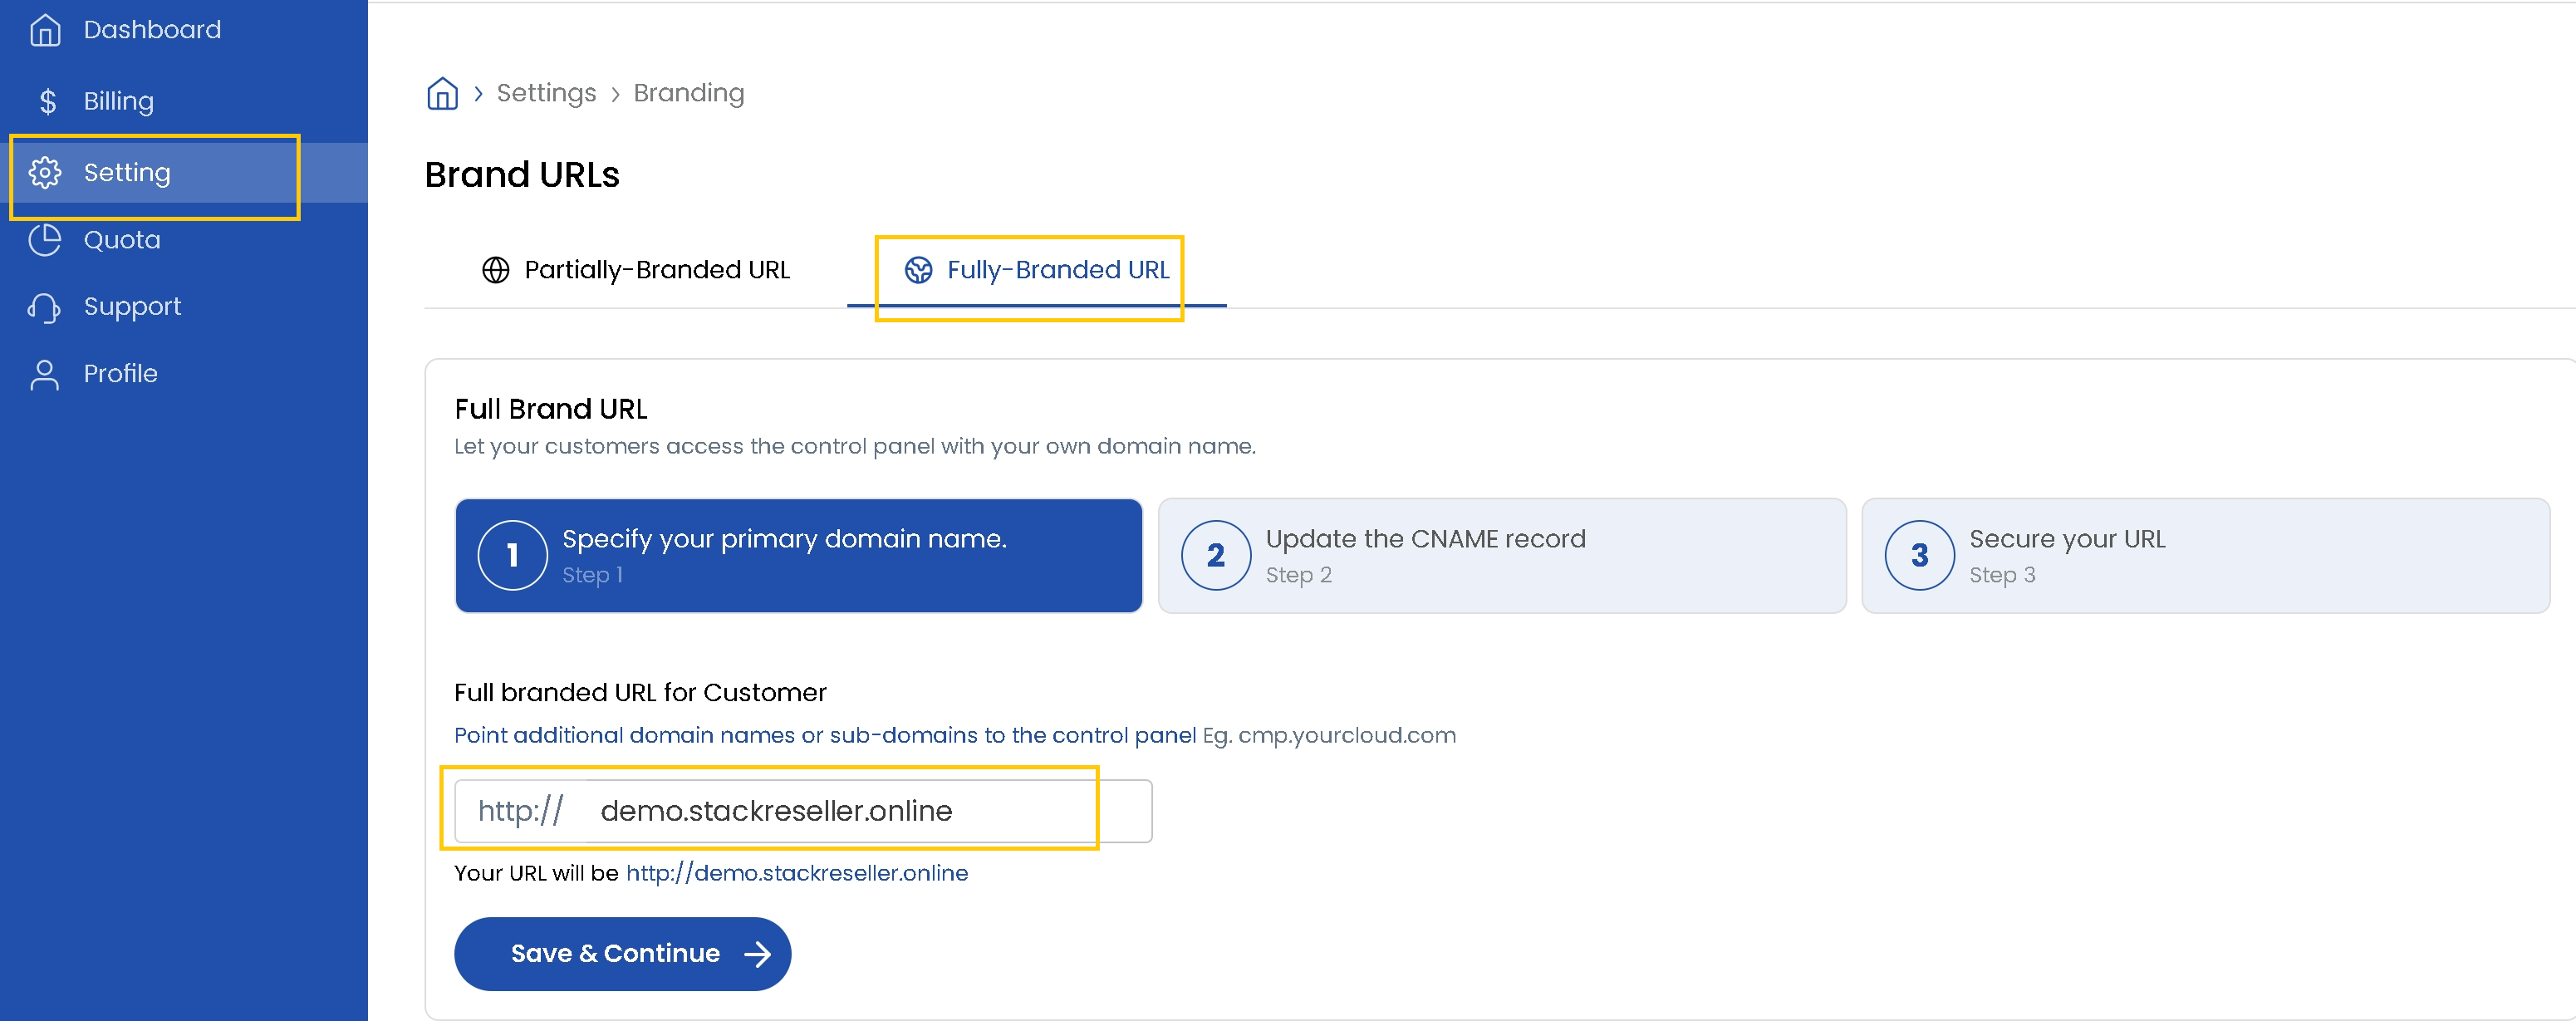 Dashboard
$ Billing
Setting
Quota
Support
Profile
Settings > Branding
Brand URLs
Partially-Branded URL
Fully-Branded URL
Full Brand URL
Let your customers access the control panel with your own domain name.
1
Specify your primary domain name.
Step 1
2
Update the CNAME record
Step 2
3
Secure your URL
Step 3
Full branded URL for Customer
Point additional domain names or sub-domains to the control panel Eg. cmp.yourcloud.com
http:// demo.stackreseller.online
Your URL will be http://demo.stackreseller.online
Save & Continue